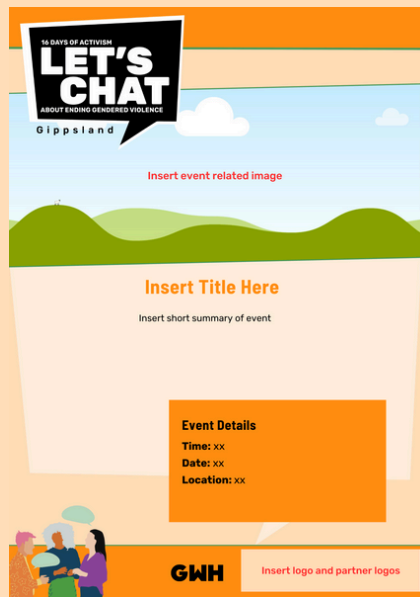 16 DAYS OF ACTIVISM
LET'S
CHAT
ABOUT ENDING GENDERED VIOLENCE
Gippsland
Insert event related image
Insert Title Here
Insert short summary of event
Event Details
Time: xx
Date: xx
Location: xx
GWH
Insert logo and partner logos